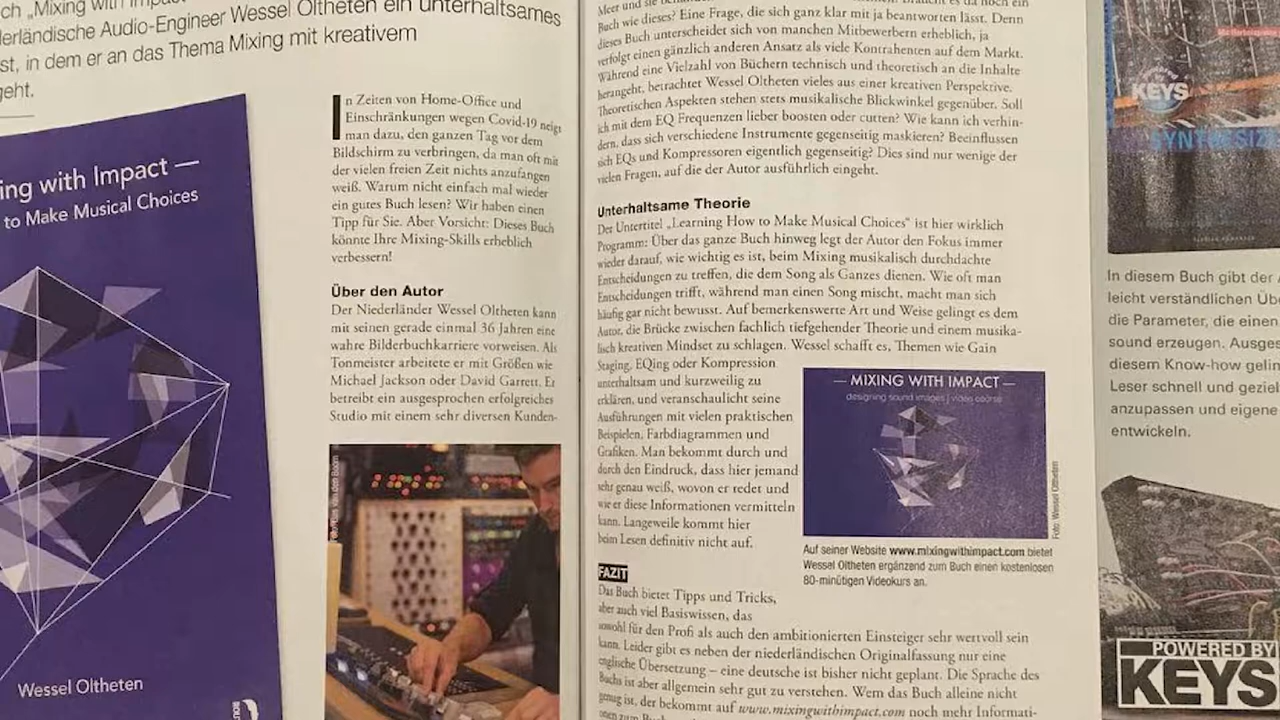 ch „Mixing with Impact
derländische Audio-Engineer Wessel Oltheten ein unterhaltsames
st, in dem er an das Thema Mixing mit kreativem
geht.
ing with Impact —
to Make Musical Choices
Wessel Oltheten
In Zeiten von Home-Office und
Einschränkungen wegen Covid-19 neigt
man dazu, den ganzen Tag vor dem
Bildschirm zu verbringen, da man oft mit
der vielen freien Zeit nichts anzufangen
weiß. Warum nicht einfach mal wieder
ein gutes Buch lesen? Wir haben einen
Tipp für Sie. Aber Vorsicht: Dieses Buch
könnte Ihre Mixing-Skills erheblich
verbessern!
Über den Autor
Der Niederländer Wessel Oltheten kann
mit seinen gerade einmal 36 Jahren eine
wahre Bilderbuchkarriere vorweisen. Als
Tonmeister arbeitete er mit Größen wie
Michael Jackson oder David Garrett. Er
betreibt ein ausgesprochen erfolgreiches
Studio mit einem sehr diversen Kunden-
Meer und sie
Buch wie dieses? Eine Frage, die sich ganz klar mit ja beantworten lässt. Denn
dieses Buch unterscheidet sich von manchen Mitbewerbern erheblich, ja
verfolgt einen gänzlich anderen Ansatz als viele Kontrahenten auf dem Markt.
Während eine Vielzahl von Büchern technisch und theoretisch an die Inhalte
herangeht, betrachtet Wessel Oltheten vieles aus einer kreativen Perspektive.
Theoretischen Aspekten stehen stets musikalische Blickwinkel gegenüber. Soll
ich mit dem EQ Frequenzen lieber boosten oder cutten? Wie kann ich verhin-
dern, dass sich verschiedene Instrumente gegenseitig maskieren? Beeinflussen
sich EQs und Kompressoren eigentlich gegenseitig? Dies sind nur wenige der
vielen Fragen, auf die der Autor ausführlich eingeht.
Unterhaltsame Theorie
Der Untertitel „Learning How to Make Musical Choices“ ist hier wirklich
Programm: Über das ganze Buch hinweg legt der Autor den Fokus immer
wieder darauf, wie wichtig es ist, beim Mixing musikalisch durchdachte
Entscheidungen zu treffen, die dem Song als Ganzes dienen. Wie oft man
Entscheidungen trifft, während man einen Song mischt, macht man sich
häufig gar nicht bewusst. Auf bemerkenswerte Art und Weise gelingt es dem
Autor, die Brücke zwischen fachlich tiefgehender Theorie und einem musika-
lisch kreativen Mindset zu schlagen. Wessel schafft es, Themen wie Gain
Staging, EQing oder Kompression
unterhaltsam und kurzweilig zu
erklären, und veranschaulicht seine
Ausführungen mit vielen praktischen
Beispielen, Farbdiagrammen und
Grafiken. Man bekommt durch und
durch den Eindruck, dass hier jemand
sehr genau weiß, wovon er redet und
wie er diese Informationen vermitteln
kann. Langeweile kommt hier
beim Lesen definitiv nicht auf.
— MIXING WITH IMPACT —
designing sound images | video course
Foto: Wessel Oltheten
Auf seiner Website www.mixingwithimpact.com bietet
Wessel Oltheten ergänzend zum Buch einen kostenlosen
80-minütigen Videokurs an.
FAZIT
Das Buch bietet Tipps und Tricks,
aber auch viel Basiswissen, das
sowohl für den Profi als auch den ambitionierten Einsteiger sehr wertvoll sein
kann. Leider gibt es neben der niederländischen Originalfassung nur eine
englische Übersetzung – eine deutsche ist bisher nicht geplant. Die Sprache des
Buchs ist aber allgemein sehr gut zu verstehen. Wem das Buch alleine nicht
genug ist, der bekommt auf www.mixingwithimpact.com noch mehr Informati-
onen zum Buch
KEYS
SYNTHESIZE
In diesem Buch gibt der
leicht verständlichen Üb
die Parameter, die einen
sound erzeugen. Ausges
diesem Know-how gelin
Leser schnell und geziel
anzupassen und eigene
entwickeln.
POWERED BY
KEYS